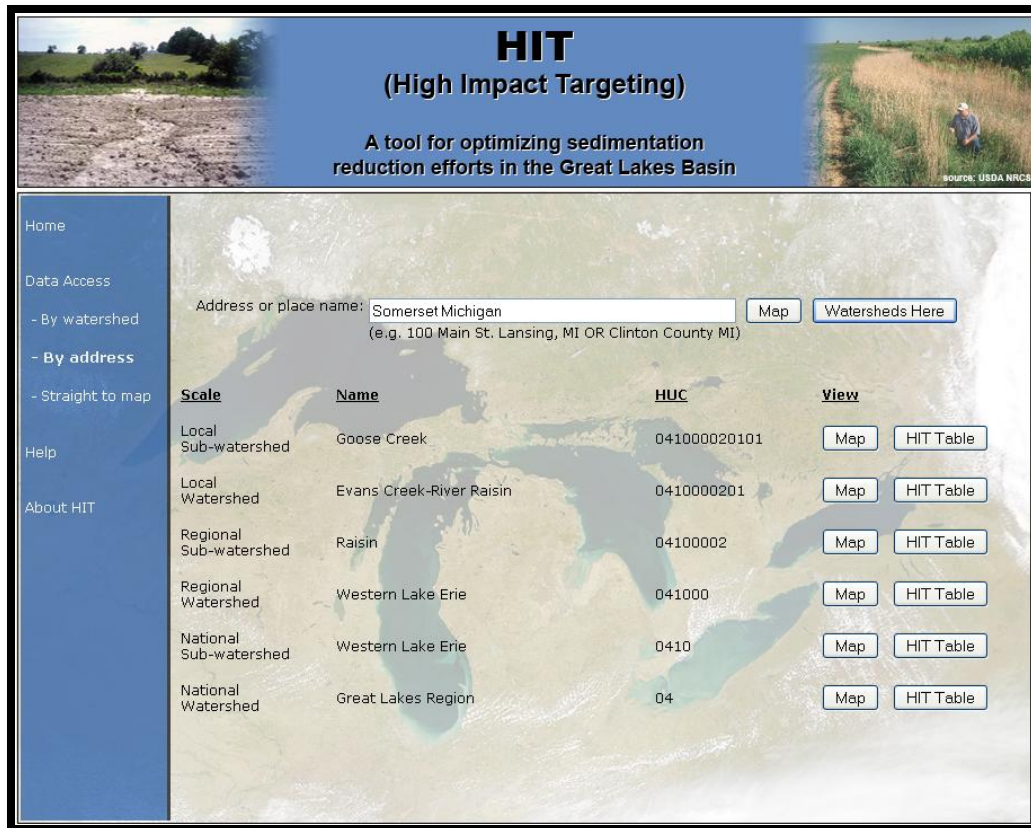 HIT
(High Impact Targeting)
A tool for optimizing sedimentation
reduction efforts in the Great Lakes Basin
source: USDA NRCS
Home
Data Access
- By watershed
- By address
- Straight to map
Help
About HIT
Address or place name: Somerset Michigan Map Watersheds Here
(e.g. 100 Main St. Lansing, MI OR Clinton County MI)
Scale Name HUC View
Local
Sub-watershed Goose Creek 041000020101 Map HIT Table
Local
Watershed Evans Creek-River Raisin 0410000201 Map HIT Table
Regional
Sub-watershed Raisin 04100002 Map HIT Table
Regional
Watershed Western Lake Erie 041000 Map HIT Table
National
Sub-watershed Western Lake Erie 0410 Map HIT Table
National
Watershed Great Lakes Region 04 Map HIT Table